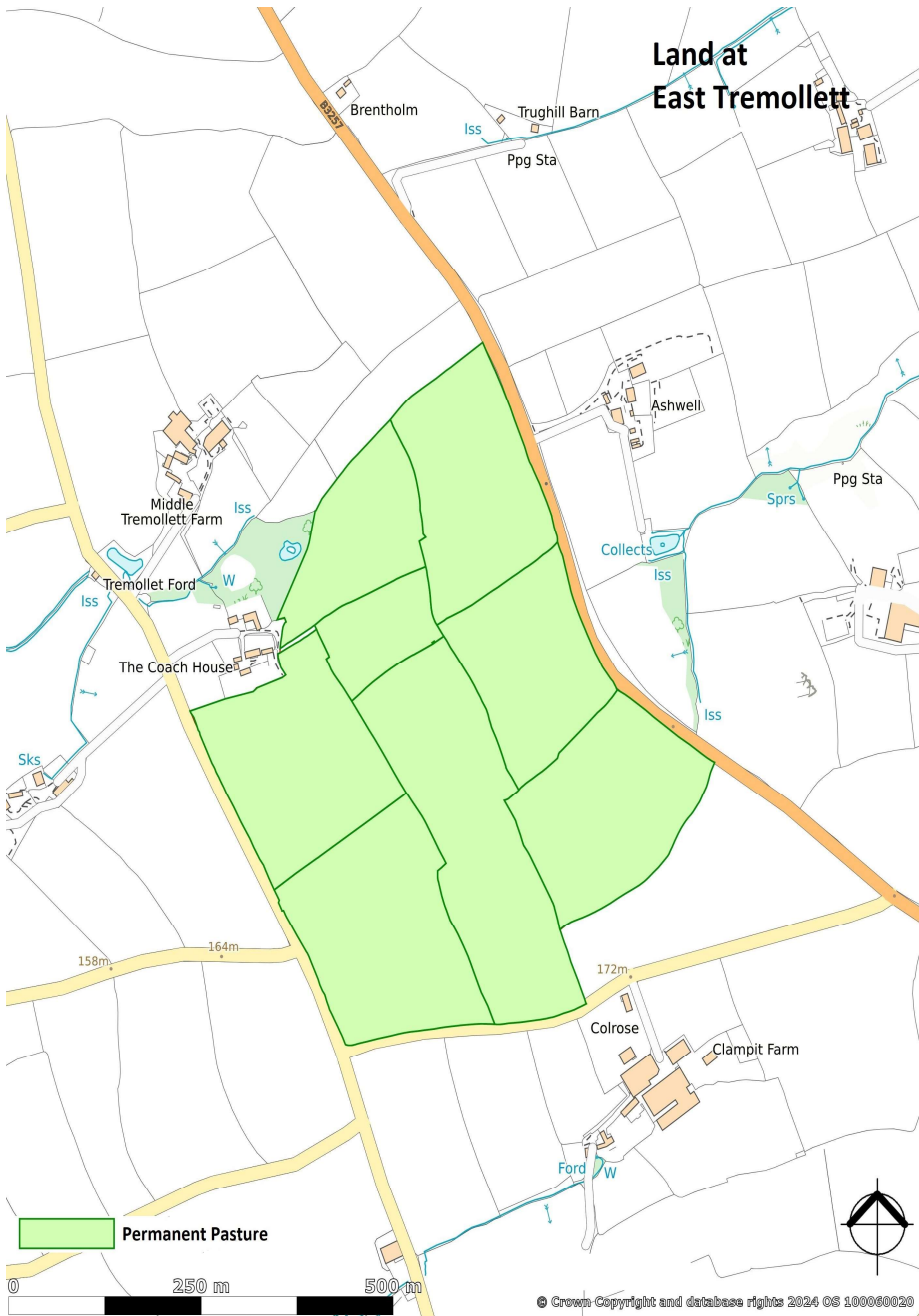 Land at
East Tremollett
B3257
Brentholm
Trughill Barn
Iss
Ppg Sta
Ashwell
Middle
Tremollett Farm
Iss
Ppg Sta
Sprs
Collects
Iss
Tremollet Ford
W
Iss
The Coach House
Iss
Sks
164m
158m
172m
Colrose
Clampit Farm
Ford
W
Permanent Pasture
0
250 m
500 m
© Crown Copyright and database rights 2024 OS 100060020